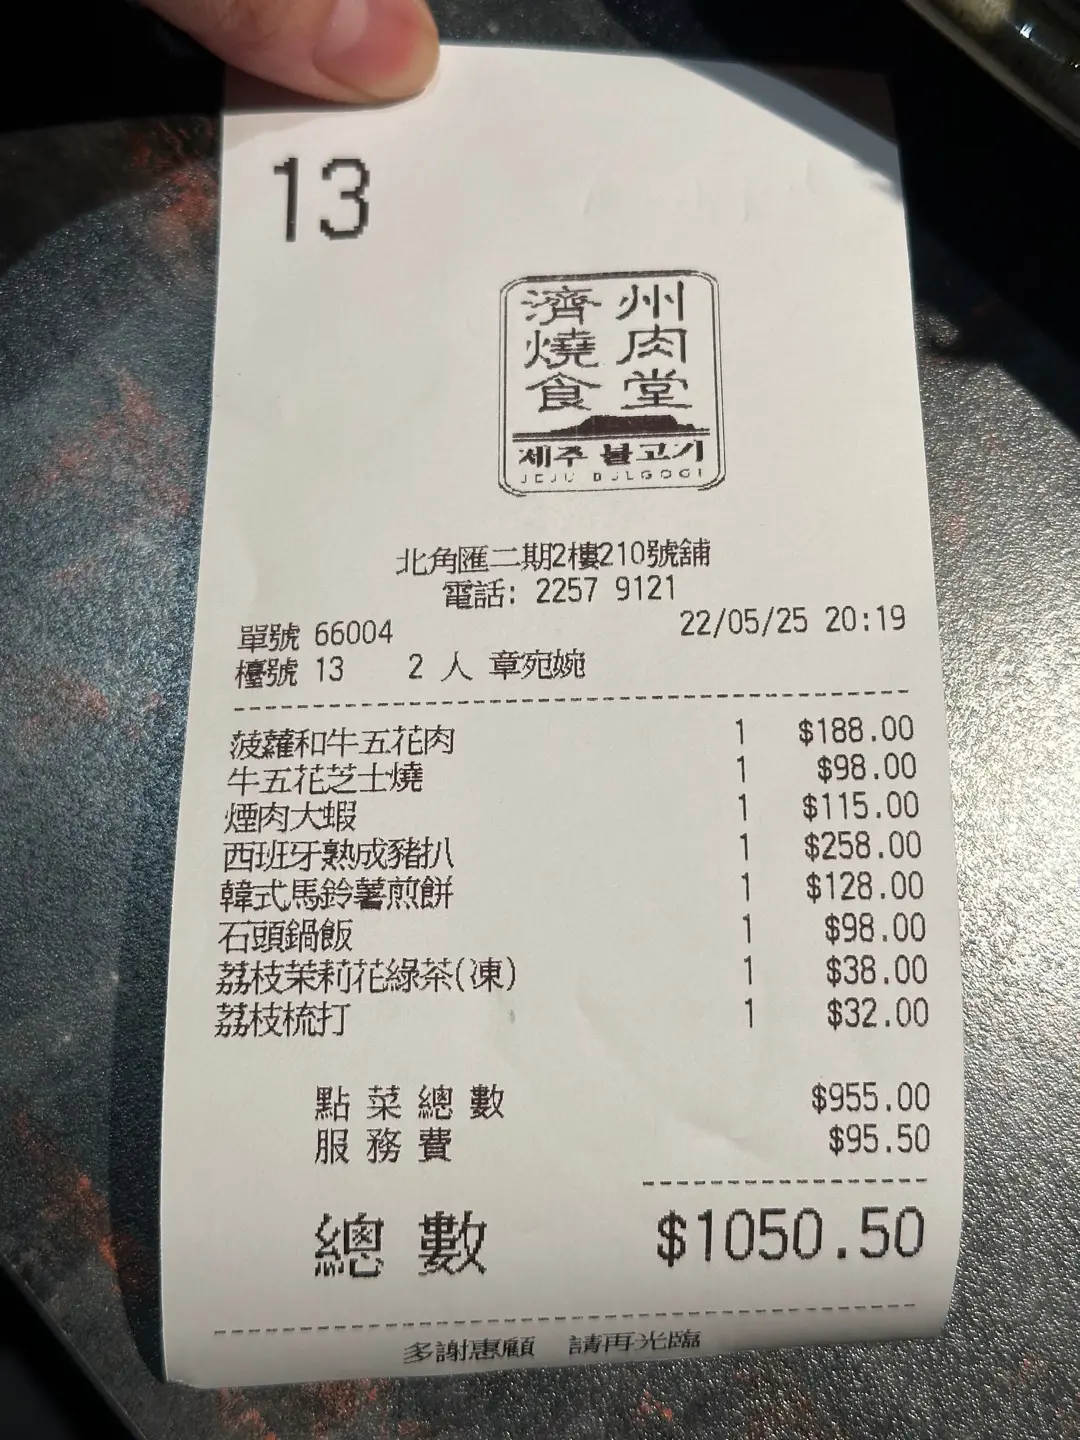 13
濟州
燒肉
食堂
제주 불고기
JEJU BULGOGI
北角匯二期2樓210號舖
電話: 2257 9121
單號 66004 22/05/25 20:19
檯號 13 2 人 章宛婉
菠蘿和牛五花肉 1 $188.00
牛五花芝士燒 1 $98.00
煙肉大蝦 1 $115.00
西班牙熟成豬扒 1 $258.00
韓式馬鈴薯煎餅 1 $128.00
石頭鍋飯 1 $98.00
荔枝茉莉花綠茶(凍) 1 $38.00
荔枝梳打 1 $32.00
點菜總數 $955.00
服務費 $95.50
總數 $1050.50
多謝惠顧 請再光臨